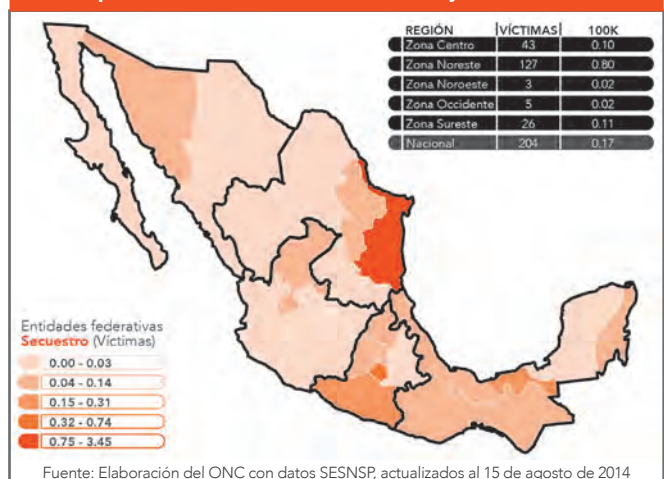 REGIÓN VÍCTIMAS 100K
Zona Centro 43 0.10
Zona Noreste 127 0.80
Zona Noroeste 3 0.02
Zona Occidente 5 0.02
Zona Sureste 26 0.11
Nacional 204 0.17
Entidades federativas
Secuestro (Víctimas)
0.00 - 0.03
0.04 - 0.14
0.15 - 0.31
0.32 - 0.74
0.75 - 3.45
Fuente: Elaboración del ONC con datos SESNSP, actualizados al 15 de agosto de 2014